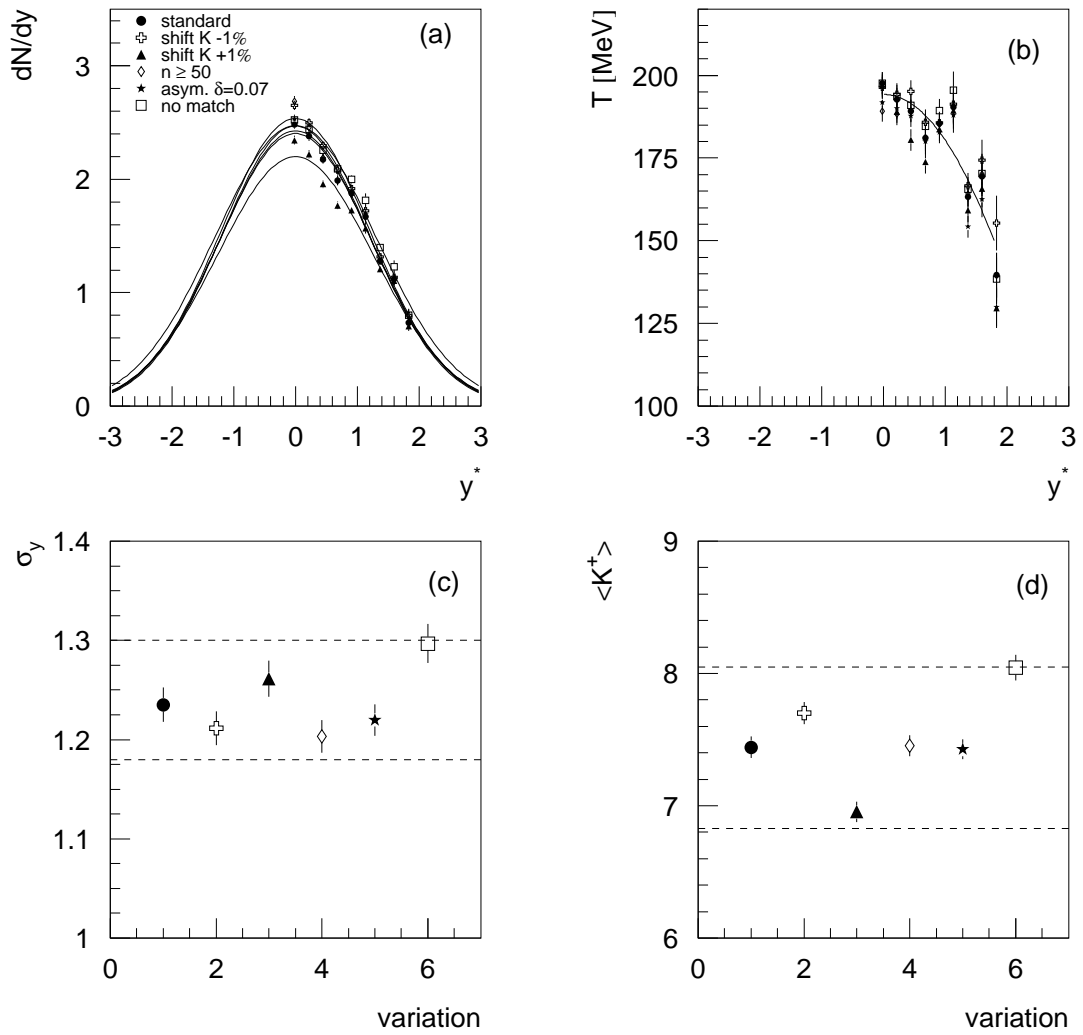 dN/dy
(a)
standard
shift K -1%
shift K +1%
n ≥ 50
asym. δ=0.07
no match
3
2
1
0
-3 -2 -1 0 1 2 3
y*
T [MeV]
(b)
200
175
150
125
100
-3 -2 -1 0 1 2 3
y*
σy
(c)
1.4
1.3
1.2
1.1
1
0 2 4 6
variation
<K+>
(d)
9
8
7
6
0 2 4 6
variation